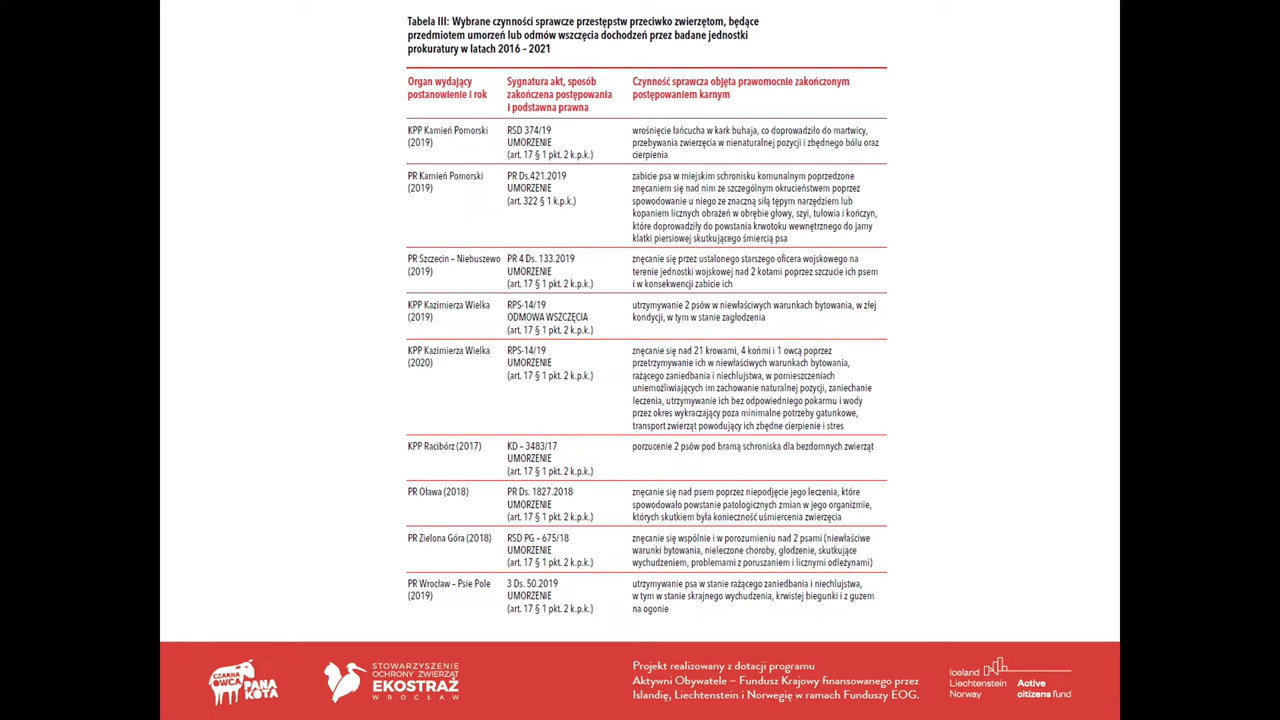 Tabela III: Wybrane czynności sprawcze przestępstw przeciwko zwierzętom, będące
przedmiotem umorzeń lub odmów wszczęcia dochodzeń przez badane jednostki
prokuratury w latach 2016 – 2021
Organ wydający
postanowienie i rok
Sygnatura akt, sposób
zakończena postępowania
i podstawna prawna
Czynność sprawcza objęta prawomocnie zakończonym
postępowaniem karnym
KPP Kamień Pomorski
(2019)
RSD 374/19
UMORZENIE
(art. 17 § 1 pkt. 2 k.p.k.)
wrośnięcie łańcucha w kark buhaja, co doprowadziło do martwicy,
przebywania zwierzęcia w nienaturalnej pozycji i zbędnego bólu oraz
cierpienia
PR Kamień Pomorski
(2019)
PR Ds.421.2019
UMORZENIE
(art. 322 § 1 k.p.k.)
zabicie psa w miejskim schronisku komunalnym poprzedzone
znęcaniem się nad nim ze szczególnym okrucieństwem poprzez
spowodowanie u niego ze znaczną siłą tępym narzędziem lub
kopaniem licznych obrażeń w obrębie głowy, szyi, tułowia i kończyn,
które doprowadziły do powstania krwotoku wewnętrznego do jamy
klatki piersiowej skutkującego śmiercią psa
PR Szczecin – Niebuszewo
(2019)
PR 4 Ds. 133.2019
UMORZENIE
(art. 17 § 1 pkt. 2 k.p.k.)
znęcanie się przez ustalonego starszego oficera wojskowego na
terenie jednostki wojskowej nad 2 kotami poprzez szczucie ich psem
i w konsekwencji zabicie ich
KPP Kazimierza Wielka
(2019)
RPS-14/19
ODMOWA WSZCZĘCIA
(art. 17 § 1 pkt. 2 k.p.k.)
utrzymywanie 2 psów w niewłaściwych warunkach bytowania, w złej
kondycji, w tym w stanie zagłodzenia
KPP Kazimierza Wielka
(2020)
RPS-14/19
UMORZENIE
(art. 17 § 1 pkt. 2 k.p.k.)
znęcanie się nad 21 krowami, 4 końmi i 1 owcą poprzez
przetrzymywanie ich w niewłaściwych warunkach bytowania,
rażącego zaniedbania i niechlujstwa, w pomieszczeniach
uniemożliwiających im zachowanie naturalnej pozycji, zaniechanie
leczenia, utrzymywanie ich bez odpowiedniego pokarmu i wody
przez okres wykraczający poza minimalne potrzeby gatunkowe,
transport zwierząt powodujący ich zbędne cierpienie i stres
KPP Racibórz (2017)
KD – 3483/17
UMORZENIE
(art. 17 § 1 pkt. 2 k.p.k.)
porzucenie 2 psów pod bramą schroniska dla bezdomnych zwierząt
PR Oława (2018)
PR Ds. 1827.2018
UMORZENIE
(art. 17 § 1 pkt. 2 k.p.k.)
znęcanie się nad psem poprzez niepodjęcie jego leczenia, które
spowodowało powstanie patologicznych zmian w jego organizmie,
których skutkiem była konieczność uśmiercenia zwierzęcia
PR Zielona Góra (2018)
RSD PG – 675/18
UMORZENIE
(art. 17 § 1 pkt. 2 k.p.k.)
znęcanie się wspólnie i w porozumieniu nad 2 psami (niewłaściwe
warunki bytowania, nieleczone choroby, głodzenie, skutkujące
wychudzeniem, problemami z poruszaniem i licznymi odleżynami)
PR Wrocław – Psie Pole
(2019)
3 Ds. 50.2019
UMORZENIE
(art. 17 § 1 pkt. 2 k.p.k.)
utrzymywanie psa w stanie rażącego zaniedbania i niechlujstwa,
w tym w stanie skrajnego wychudzenia, krwistej biegunki i z guzem
na ogonie
CZARNA
OWCA
PANA
KOTA
STOWARZYSZENIE
OCHRONY ZWIERZĄT
EKOSTRAŻ
WROCŁAW
Projekt realizowany z dotacji programu
Aktywni Obywatele – Fundusz Krajowy finansowanego przez
Islandię, Liechtenstein i Norwegię w ramach Funduszy EOG.
Iceland
Liechtenstein
Norway
Active
citizens fund